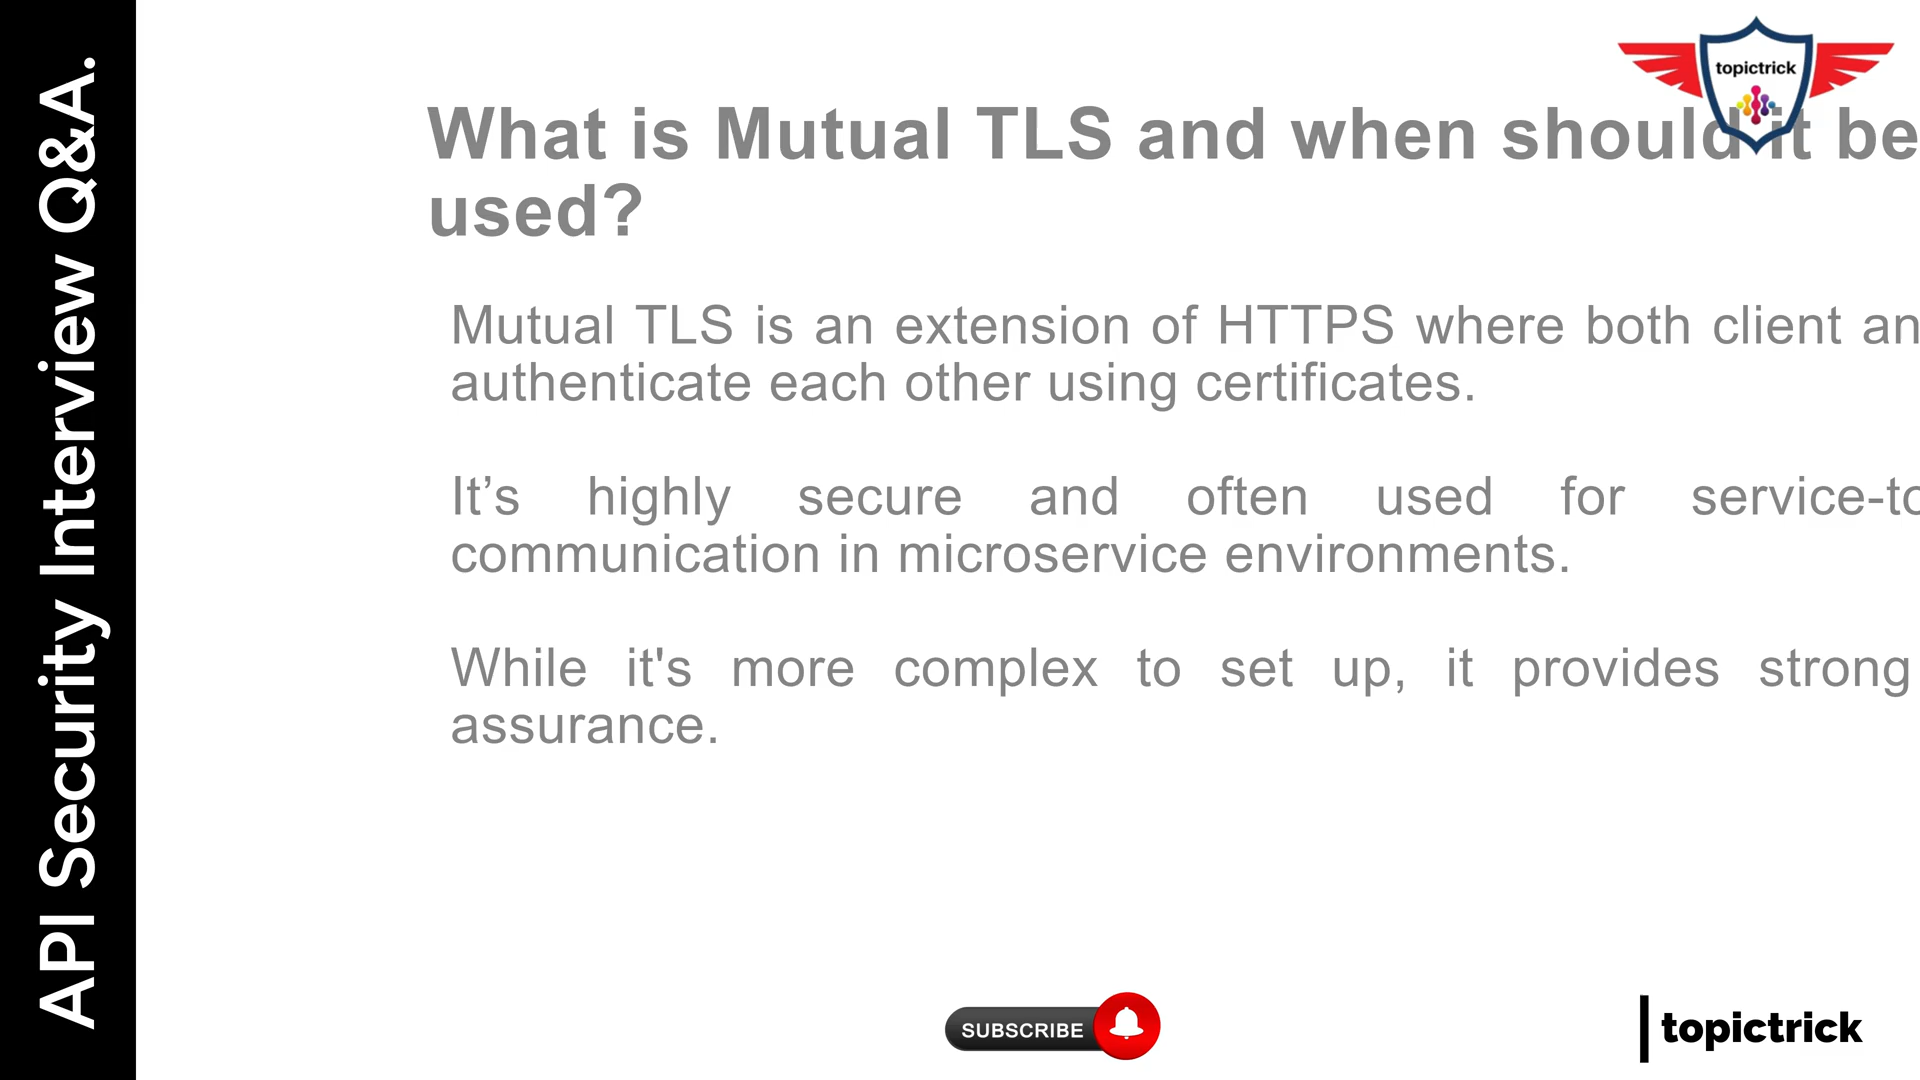 API Security Interview Q&A.
topictrick
What is Mutual TLS and when should it be
used?
Mutual TLS is an extension of HTTPS where both client an
authenticate each other using certificates.
It’s highly secure and often used for service-to
communication in microservice environments.
While it's more complex to set up, it provides strong
assurance.
SUBSCRIBE
topictrick